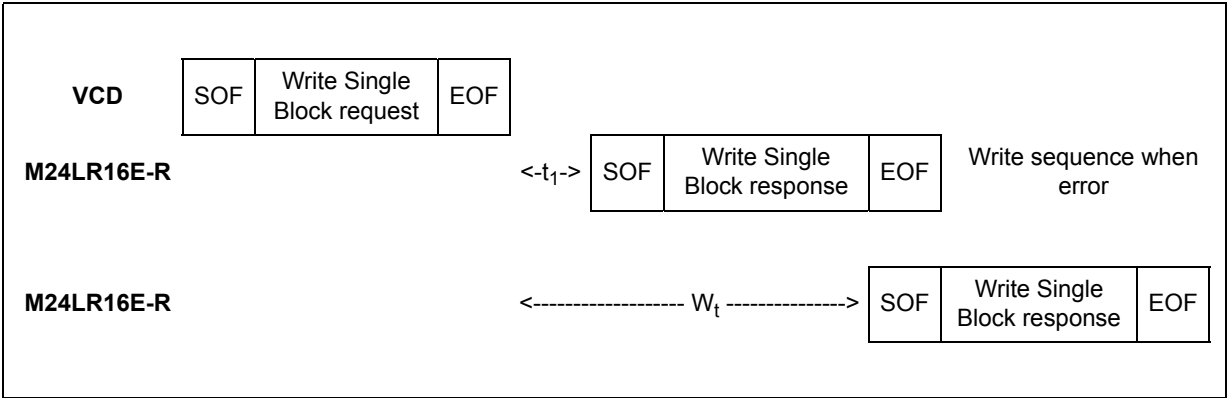 VCD SOF Write Single Block request EOF
M24LR16E-R <-t1-> SOF Write Single Block response EOF Write sequence when error
M24LR16E-R <------------------- Wt ---------------> SOF Write Single Block response EOF